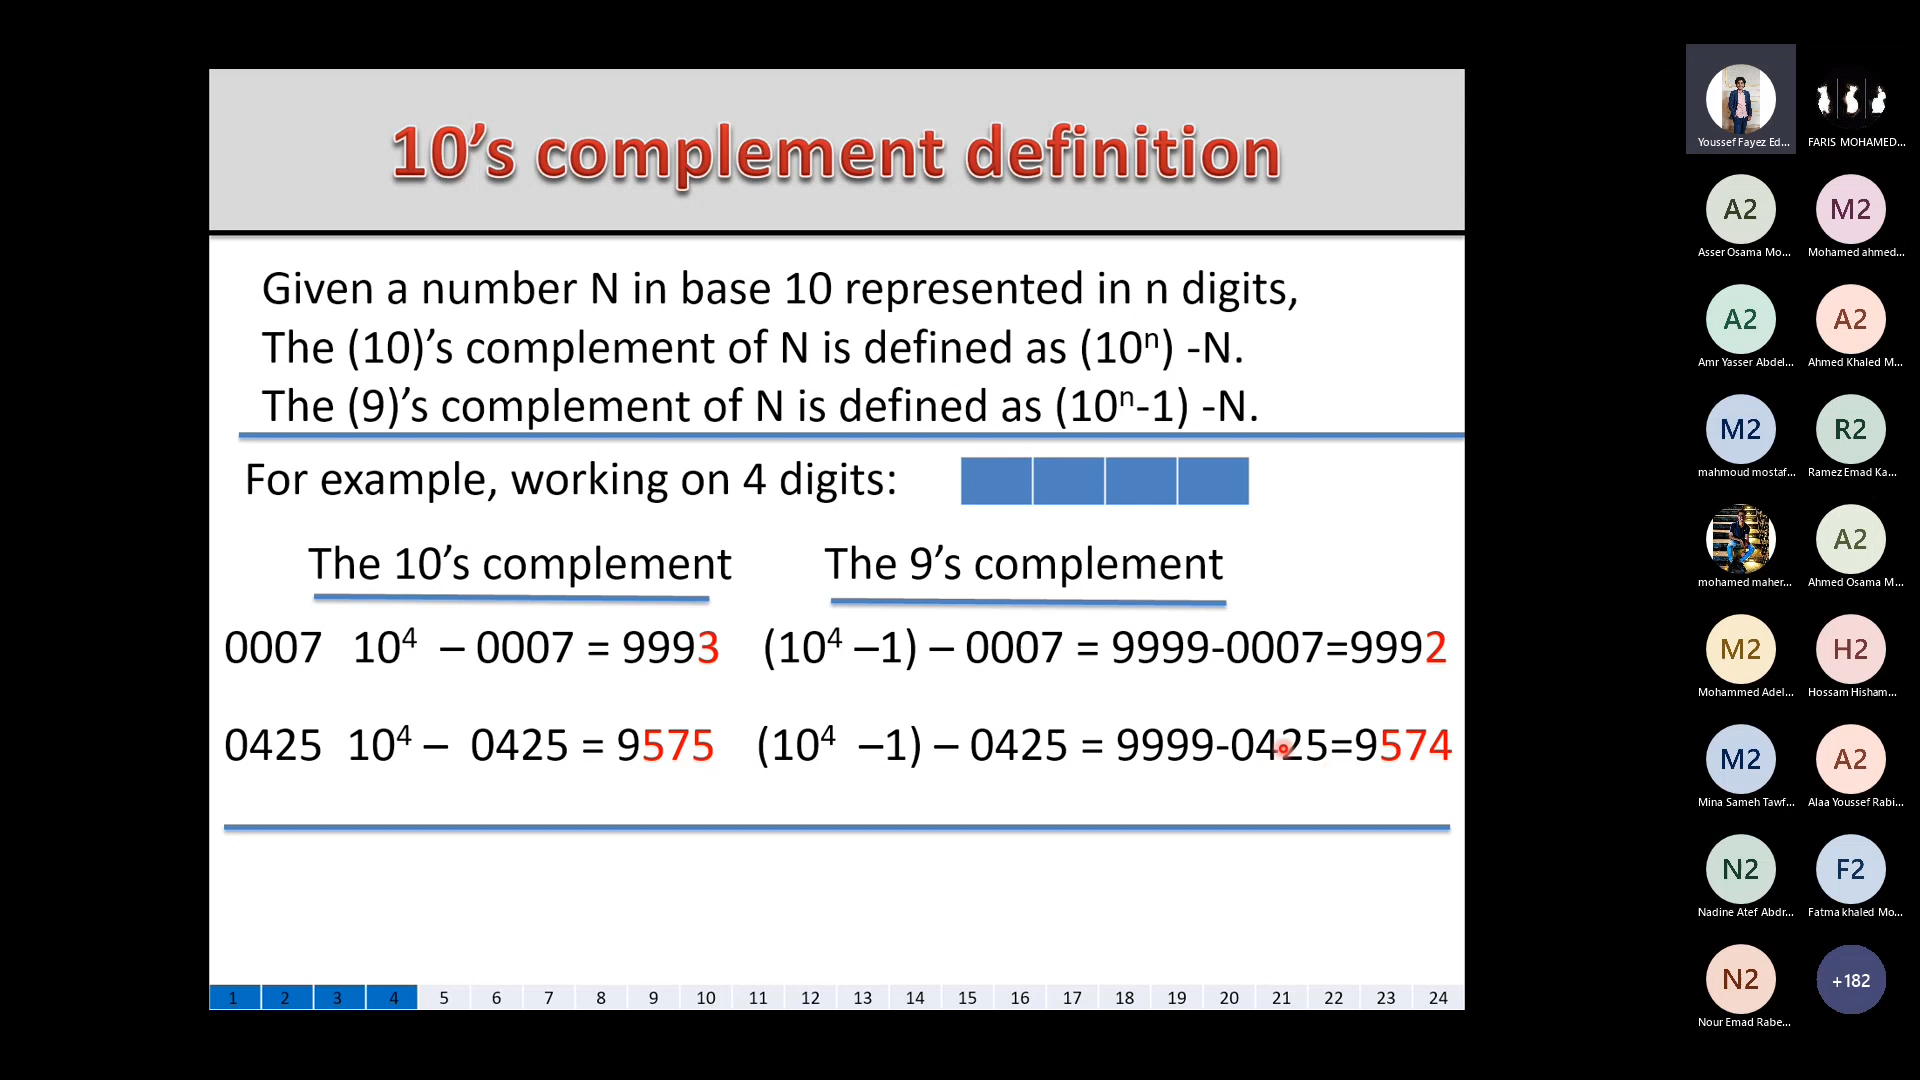 10’s complement definition
Given a number N in base 10 represented in n digits,
The (10)’s complement of N is defined as (10ⁿ) -N.
The (9)’s complement of N is defined as (10ⁿ-1) -N.
For example, working on 4 digits:
The 10’s complement The 9’s complement
0007 10⁴ – 0007 = 9993 (10⁴ –1) – 0007 = 9999-0007=9992
0425 10⁴ – 0425 = 9575 (10⁴ –1) – 0425 = 9999-0425=9574
1 2 3 4 5 6 7 8 9 10 11 12 13 14 15 16 17 18 19 20 21 22 23 24
Youssef Fayez Ed... FARIS MOHAMED...
A2 M2
Asser Osama Mo... Mohamed ahmed...
A2 A2
Amr Yasser Abdel... Ahmed Khaled M...
M2 R2
mahmoud mostaf... Ramez Emad Ka...
A2
mohamed maher... Ahmed Osama M...
M2 H2
Mohammed Adel... Hossam Hisham...
M2 A2
Mina Sameh Tawf... Alaa Youssef Rabi...
N2 F2
Nadine Atef Abdr... Fatma khaled Mo...
N2 +182
Nour Emad Rabe...